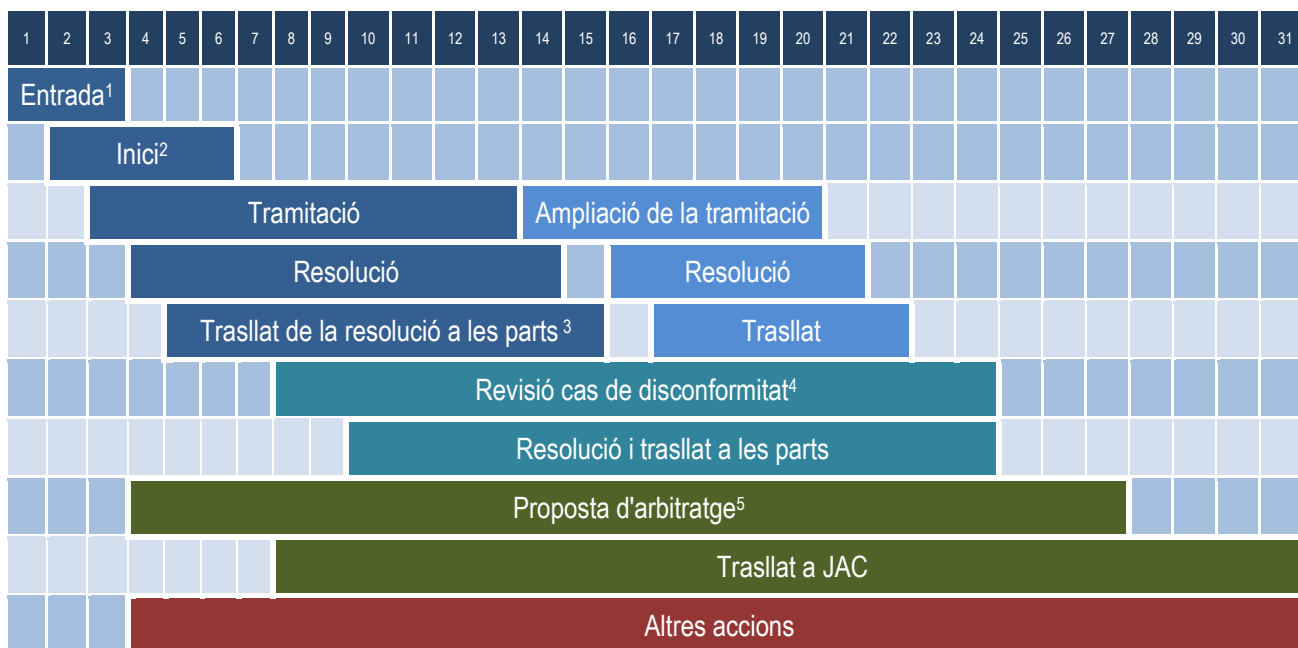 1 2 3 4 5 6 7 8 9 10 11 12 13 14 15 16 17 18 19 20 21 22 23 24 25 26 27 28 29 30 31
Entrada¹
Inici²
Tramitació Ampliació de la tramitació
Resolució Resolució
Trasllat de la resolució a les parts ³ Trasllat
Revisió cas de disconformitat⁴
Resolució i trasllat a les parts
Proposta d'arbitratge⁵
Trasllat a JAC
Altres accions